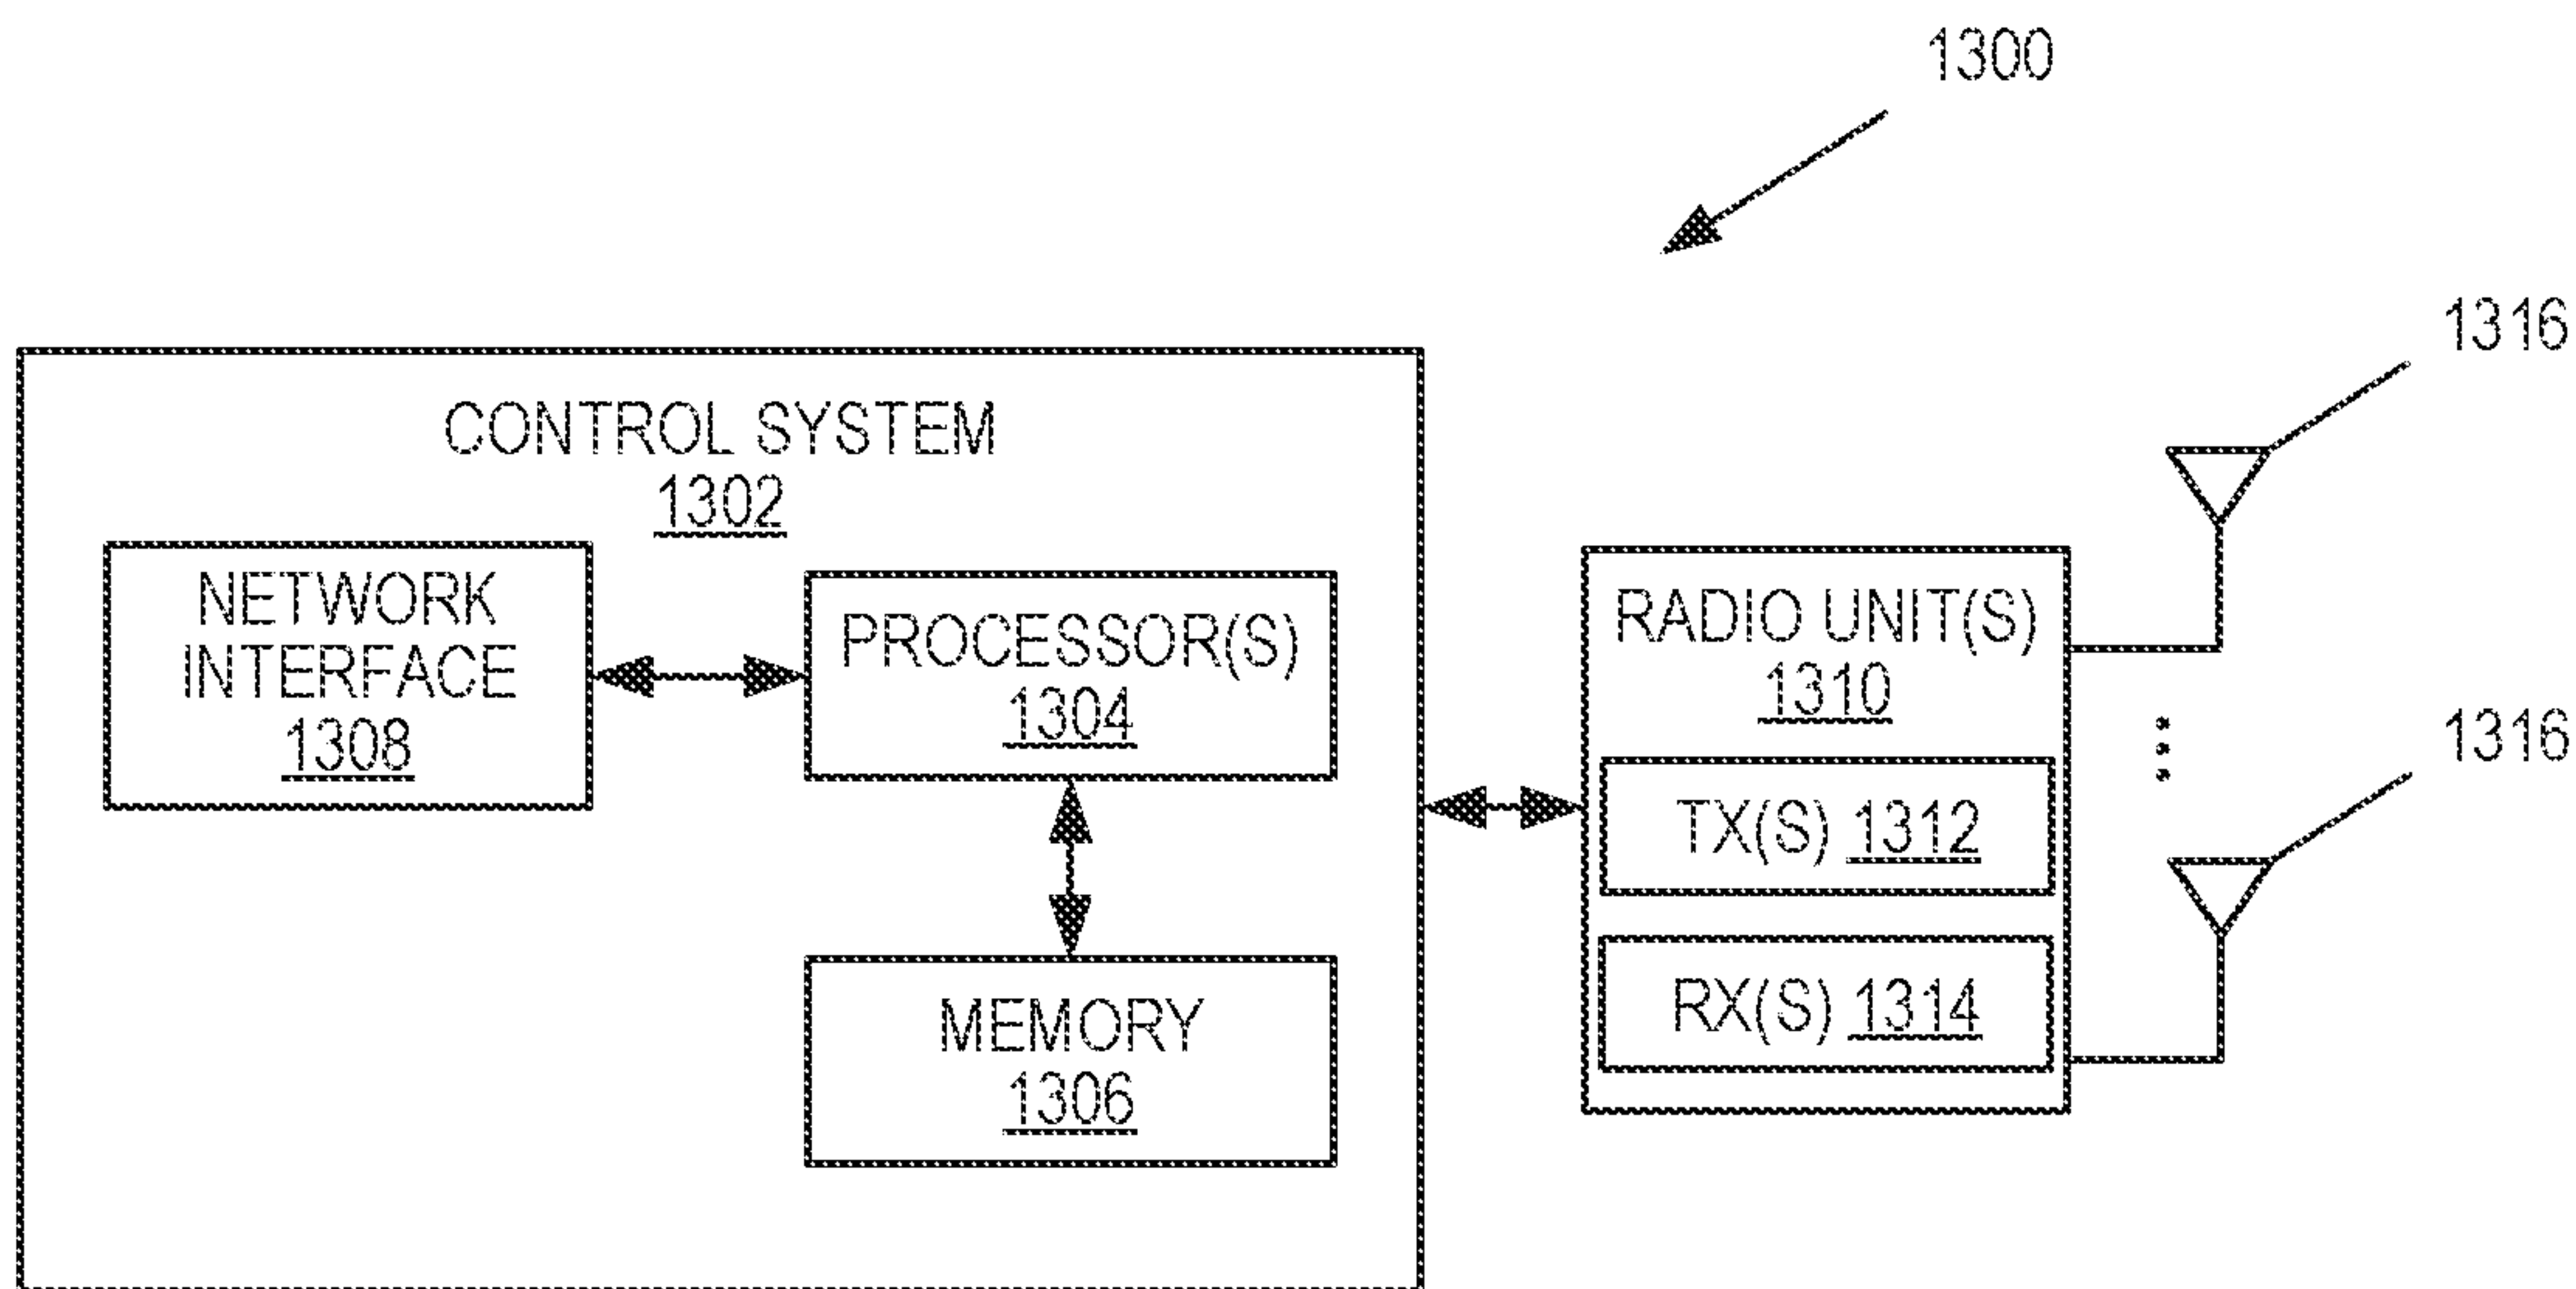 1300
1316
CONTROL SYSTEM
1302
NETWORK
INTERFACE
1308
PROCESSOR(S)
1304
MEMORY
1306
RADIO UNIT(S)
1310
TX(S) 1312
RX(S) 1314
1316